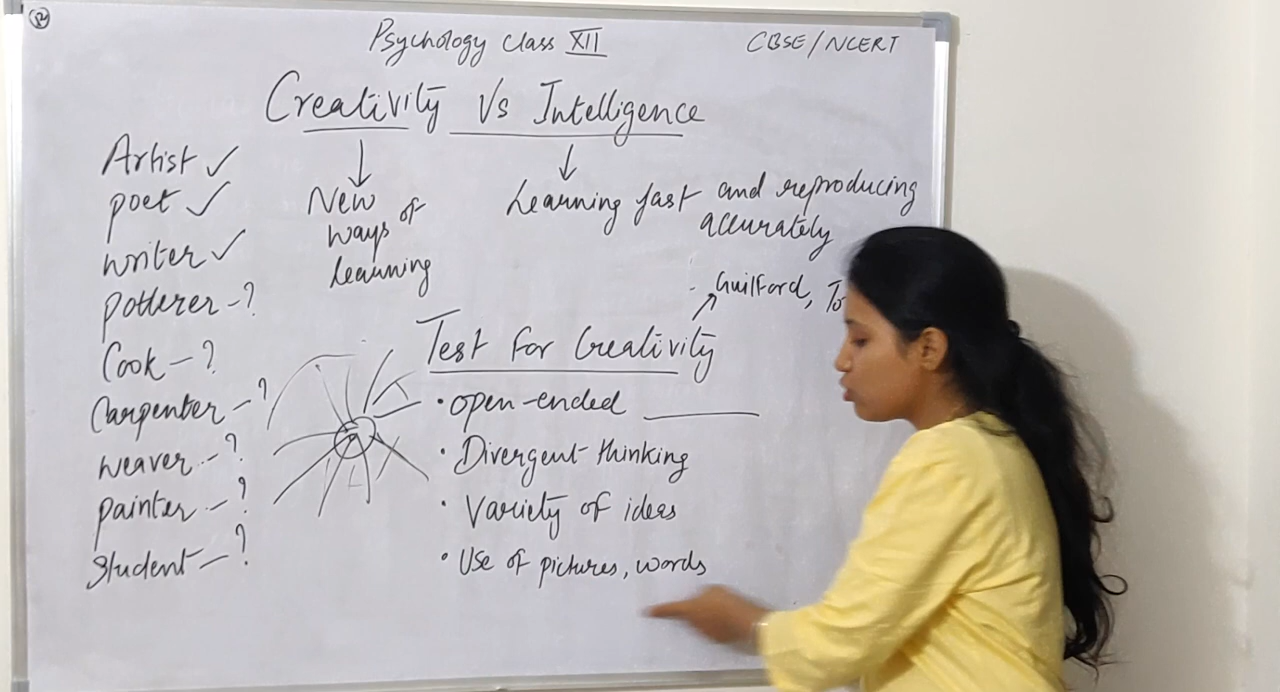 12
Psychology Class XII
CBSE/NCERT
Creativity Vs Intelligence
Artist ✓
poet ✓
writer ✓
potterer - ?
Cook - ?
Carpenter - ?
weaver - ?
painter - ?
Student - ?
New
ways of
learning
Learning fast and reproducing
accurately
Guilford,
Test for Creativity
• open-ended
• Divergent thinking
• Variety of ideas
• Use of pictures, words